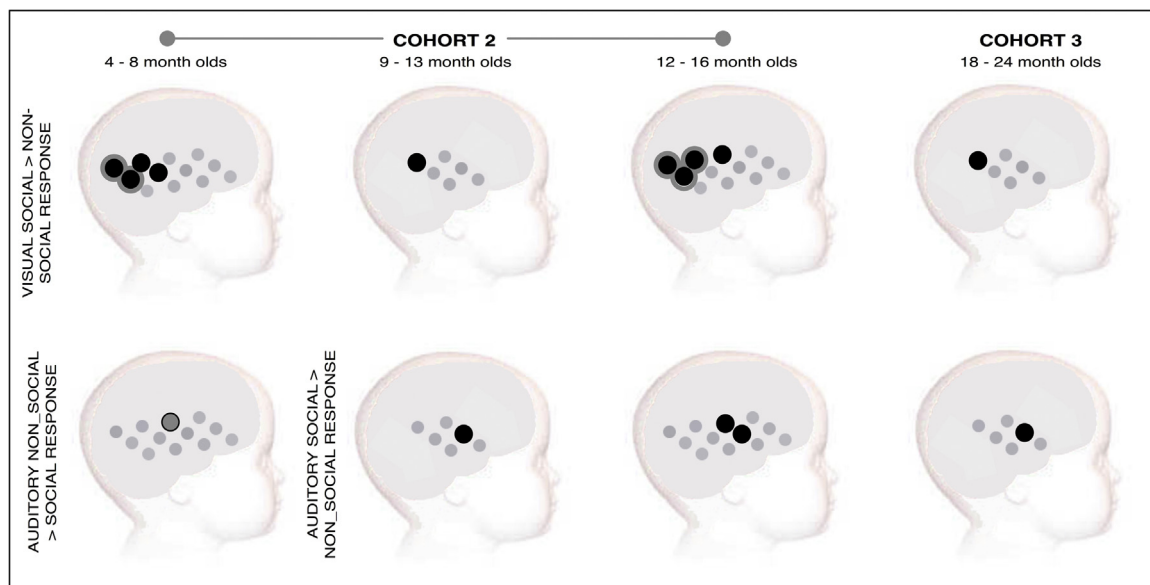 COHORT 2
COHORT 3
4 - 8 month olds
9 - 13 month olds
12 - 16 month olds
18 - 24 month olds
VISUAL SOCIAL > NON-
SOCIAL RESPONSE
AUDITORY NON_SOCIAL
> SOCIAL RESPONSE
AUDITORY SOCIAL >
NON_SOCIAL RESPONSE